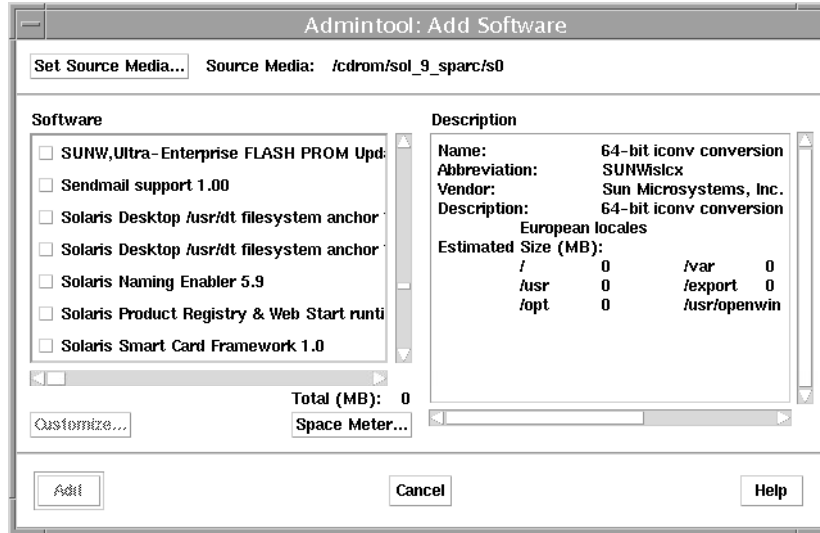 Admintool: Add Software
Set Source Media... Source Media: /cdrom/sol_9_sparc/s0
Software
SUNW,Ultra-Enterprise FLASH PROM Upd
Sendmail support 1.00
Solaris Desktop /usr/dt filesystem anchor
Solaris Desktop /usr/dt filesystem anchor
Solaris Naming Enabler 5.9
Solaris Product Registry & Web Start runti
Solaris Smart Card Framework 1.0
Total (MB): 0
Customize... Space Meter...
Description
Name: 64-bit iconv conversion
Abbreviation: SUNWislcx
Vendor: Sun Microsystems, Inc.
Description: 64-bit iconv conversion
European locales
Estimated Size (MB):
/ 0 /var 0
/usr 0 /export 0
/opt 0 /usr/openwin
Add Cancel Help